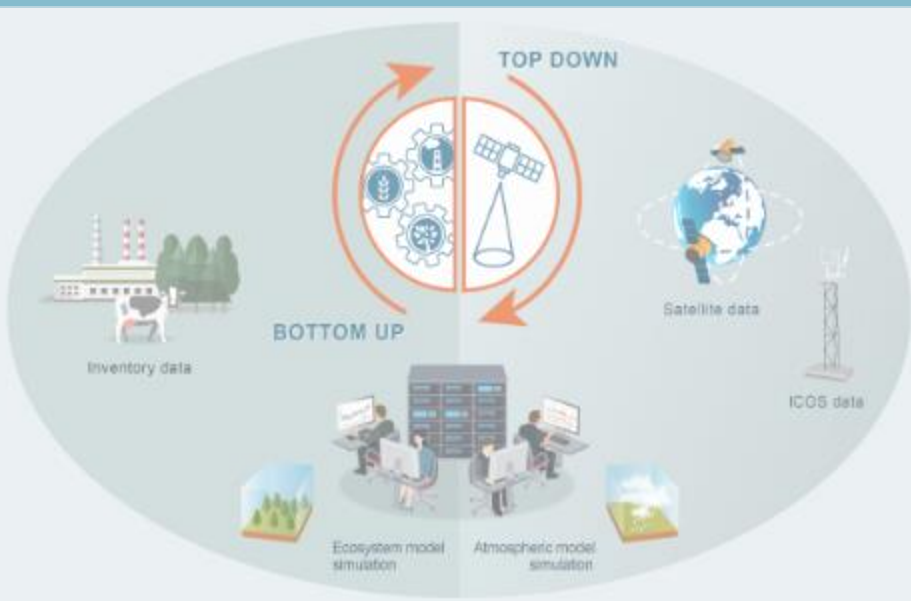 TOP DOWN
BOTTOM UP
Inventory data
Satellite data
ICOS data
Ecosystem model
simulation
Atmospheric model
simulation